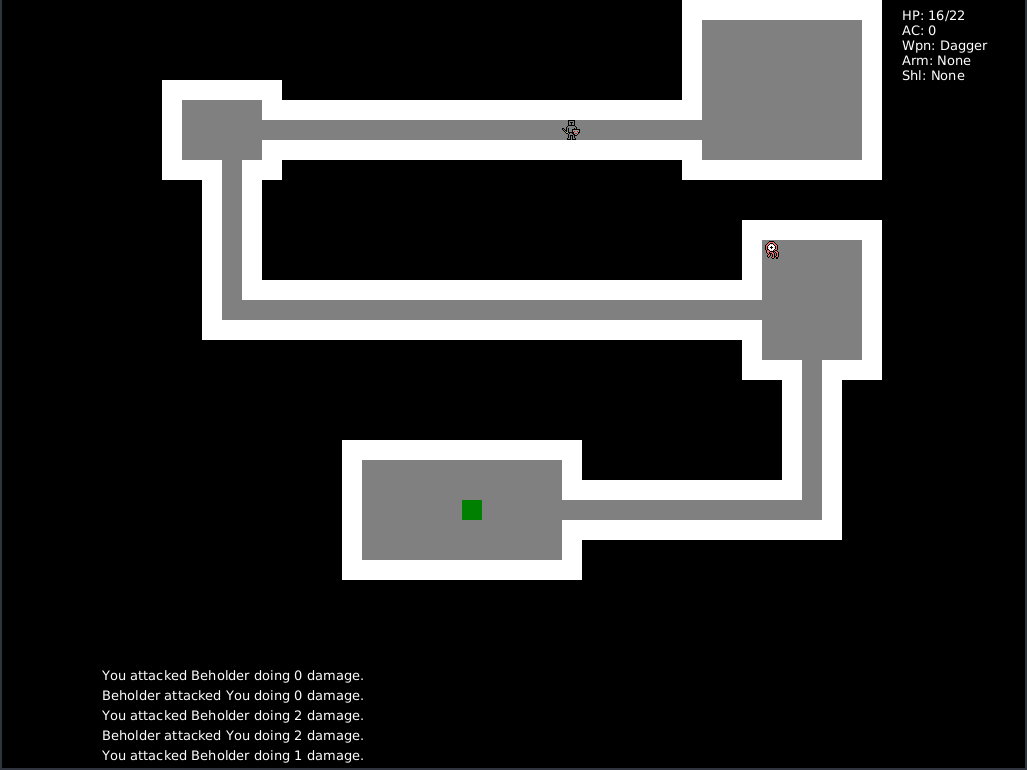 HP: 16/22
AC: 0
Wpn: Dagger
Arm: None
Shl: None
You attacked Beholder doing 0 damage.
Beholder attacked You doing 0 damage.
You attacked Beholder doing 2 damage.
Beholder attacked You doing 2 damage.
You attacked Beholder doing 1 damage.